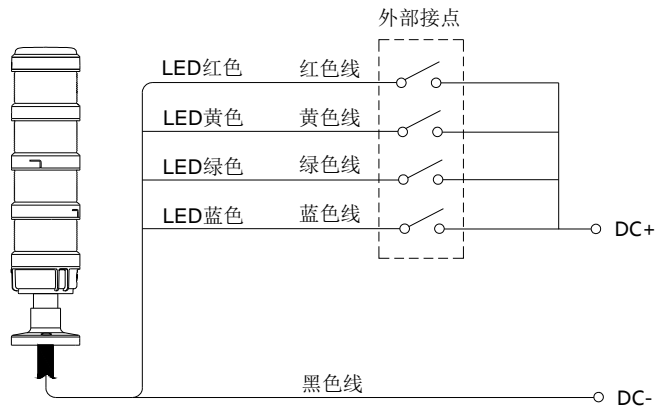 外部接点
LED红色 红色线
LED黄色 黄色线
LED绿色 绿色线
LED蓝色 蓝色线
DC+
黑色线
DC-